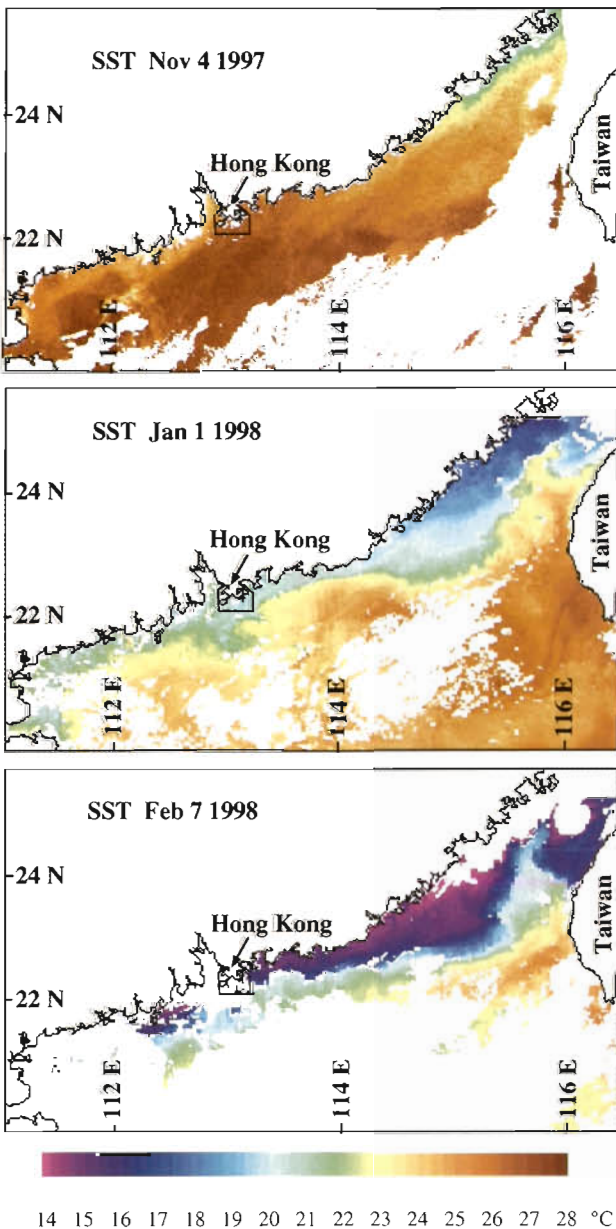 SST Nov 4 1997
24 N
Hong Kong
Taiwan
22 N
112 E
114 E
116 E
SST Jan 1 1998
24 N
Hong Kong
Taiwan
22 N
112 E
114 E
116 E
SST Feb 7 1998
24 N
Hong Kong
Taiwan
22 N
112 E
114 E
116 E
14 15 16 17 18 19 20 21 22 23 24 25 26 27 28 °C